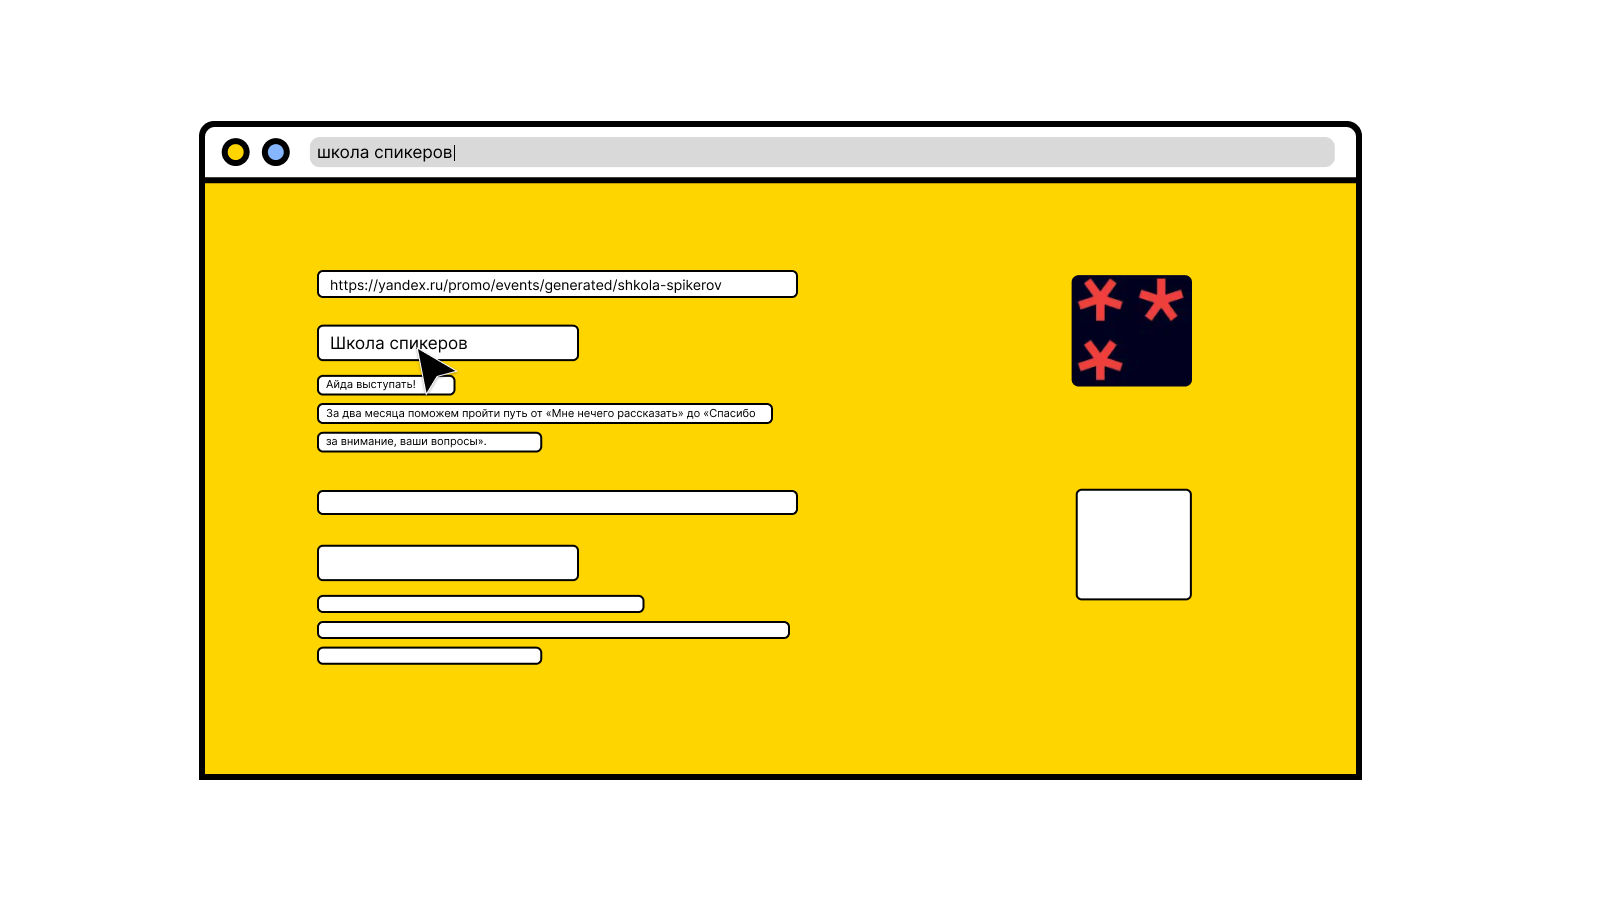 школа спикеров
https://yandex.ru/promo/events/generated/shkola-spikerov
Школа спикеров
Айда выступать!
За два месяца поможем пройти путь от «Мне нечего рассказать» до «Спасибо
за внимание, ваши вопросы».